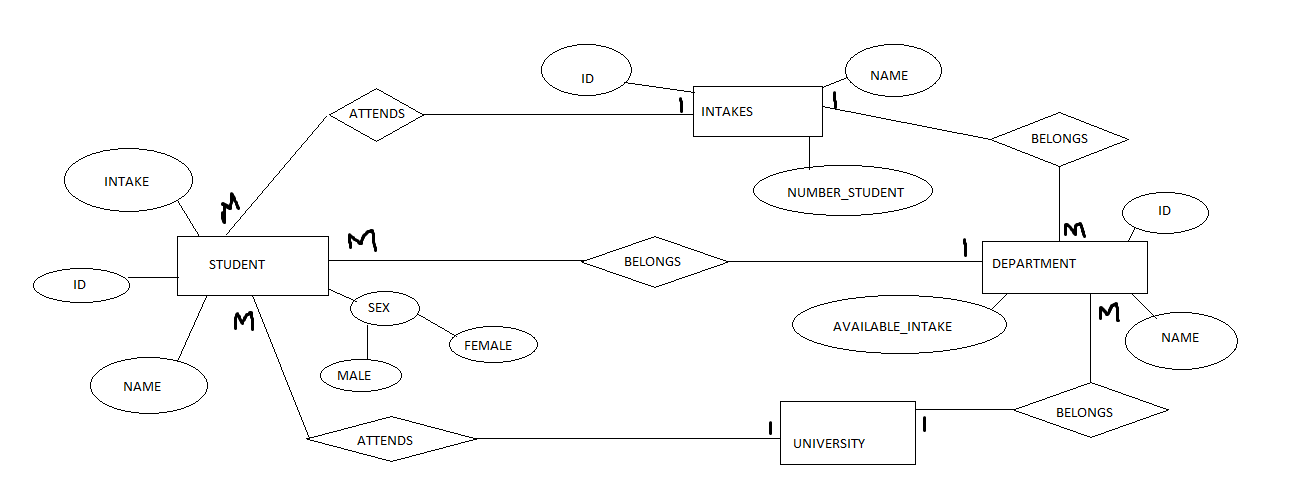 ID
NAME
INTAKES
1
1
ATTENDS
BELONGS
NUMBER_STUDENT
INTAKE
M
M
ID
STUDENT
M
BELONGS
1
DEPARTMENT
ID
SEX
M
AVAILABLE_INTAKE
M
NAME
FEMALE
MALE
NAME
ATTENDS
1
UNIVERSITY
1
BELONGS